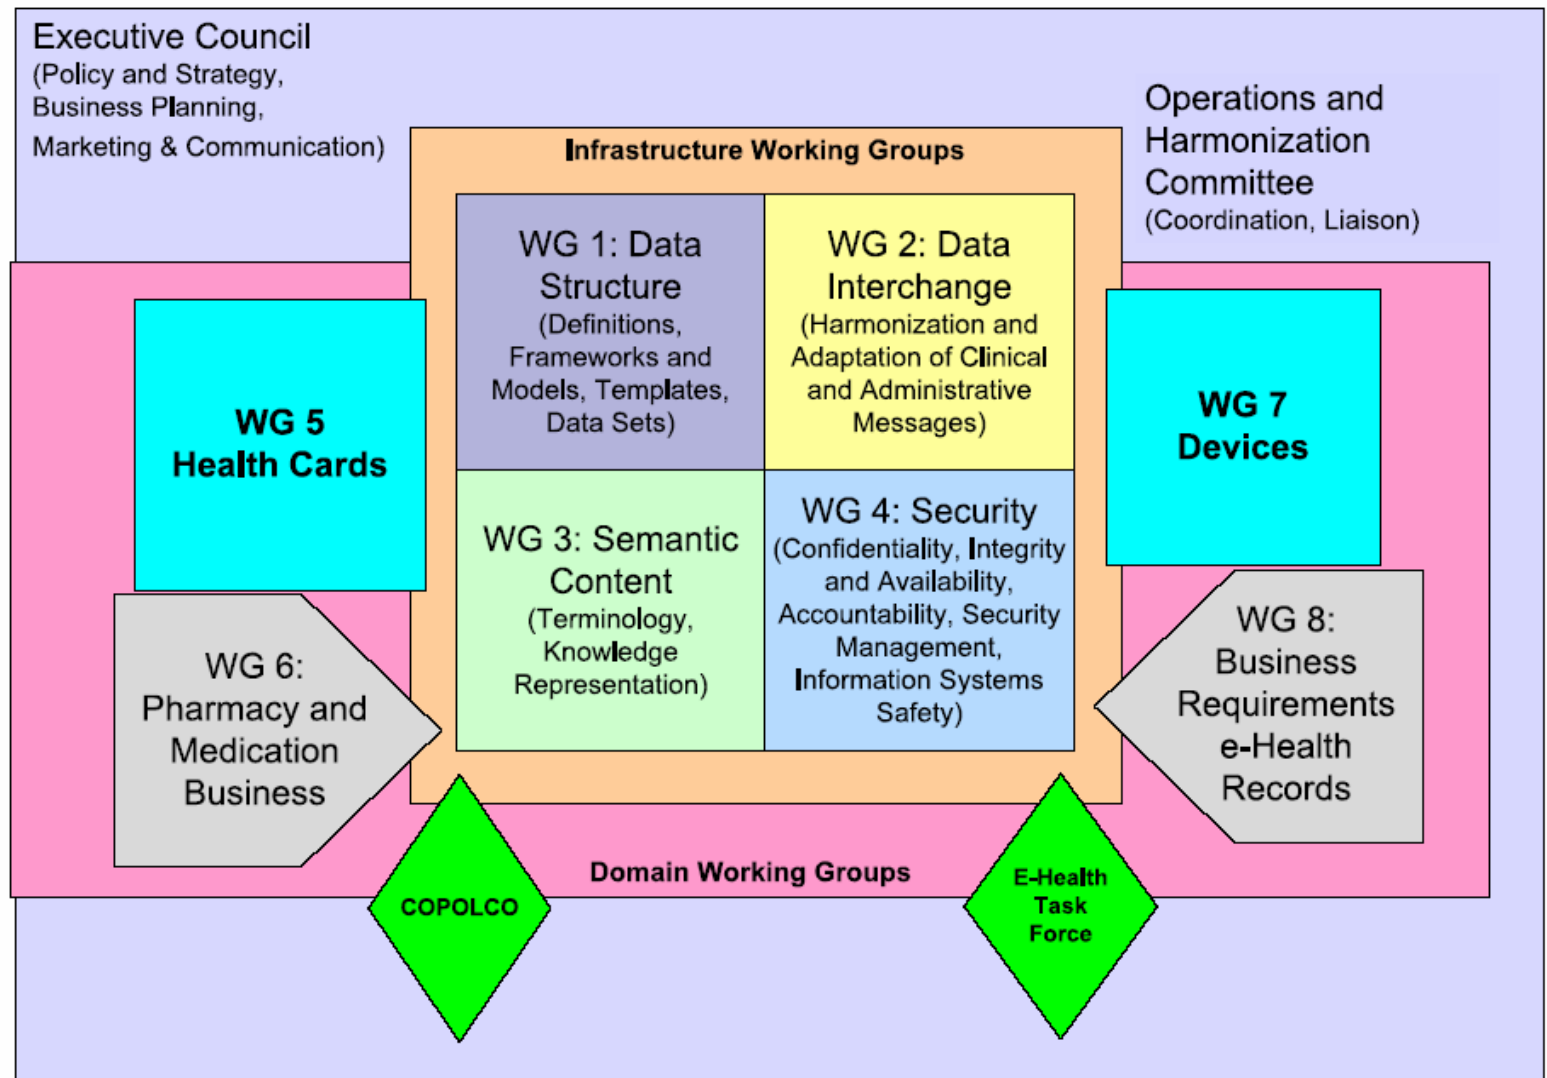 Executive Council
(Policy and Strategy,
Business Planning,
Marketing & Communication)
Operations and
Harmonization
Committee
(Coordination, Liaison)
Infrastructure Working Groups
WG 1: Data
Structure
(Definitions,
Frameworks and
Models, Templates,
Data Sets)
WG 2: Data
Interchange
(Harmonization and
Adaptation of Clinical
and Administrative
Messages)
WG 3: Semantic
Content
(Terminology,
Knowledge
Representation)
WG 4: Security
(Confidentiality, Integrity
and Availability,
Accountability, Security
Management,
Information Systems
Safety)
WG 5
Health Cards
WG 7
Devices
WG 6:
Pharmacy and
Medication
Business
WG 8:
Business
Requirements
e-Health
Records
Domain Working Groups
COPOLCO
E-Health
Task
Force